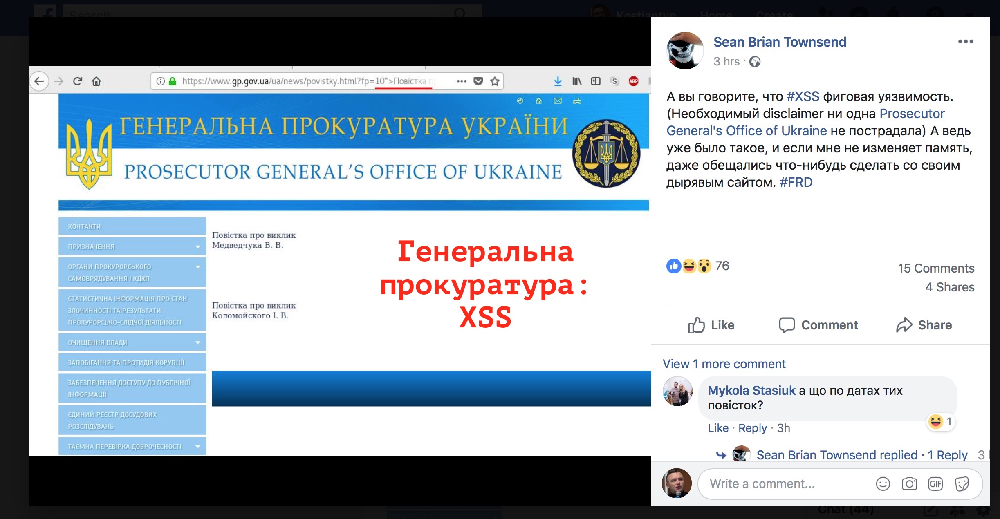 Search
Kostiantyn Home Create
https://www.gp.gov.ua/ua/news/povistky.html?fp=10"'>Повістка п
ABP
ГЕНЕРАЛЬНА ПРОКУРАТУРА УКРАЇНИ
PROSECUTOR GENERAL'S OFFICE OF UKRAINE
КОНТАКТИ
ПРИЗНАЧЕННЯ
ОРГАНИ ПРОКУРОРСЬКОГО
САМОВРЯДУВАННЯ І КДКП
СТАТИСТИЧНА ІНФОРМАЦІЯ ПРО СТАН
ЗЛОЧИННОСТІ ТА РЕЗУЛЬТАТИ
ПРОКУРОРСЬКО-СЛІДЧОЇ ДІЯЛЬНОСТІ
ОЧИЩЕННЯ ВЛАДИ
ЗАПОБІГАННЯ ТА ПРОТИДІЯ КОРУПЦІЇ
ЗАБЕЗПЕЧЕННЯ ДОСТУПУ ДО ПУБЛІЧНОЇ
ІНФОРМАЦІЇ
ЄДИНИЙ РЕЄСТР ДОСУДОВИХ
РОЗСЛІДУВАНЬ
ТАЄМНА ПЕРЕВІРКА ДОБРОЧЕСНОСТІ
Повістка про виклик
Медведчука В. В.
Повістка про виклик
Коломойского І. В.
Генеральна
прокуратура:
XSS
Sean Brian Townsend
3 hrs ·
А вы говорите, что #XSS фиговая уязвимость.
(Необходимый disclaimer ни одна Prosecutor
General's Office of Ukraine не пострадала) А ведь
уже было такое, и если мне не изменяет память,
даже обещались что-нибудь сделать со своим
дырявым сайтом. #FRD
76
15 Comments
4 Shares
Like Comment Share
View 1 more comment
Mykola Stasiuk а що по датах тих
повісток?
1
Like · Reply · 3h
Sean Brian Townsend replied · 1 Reply 3
Write a comment...
GIF
Chat (44)